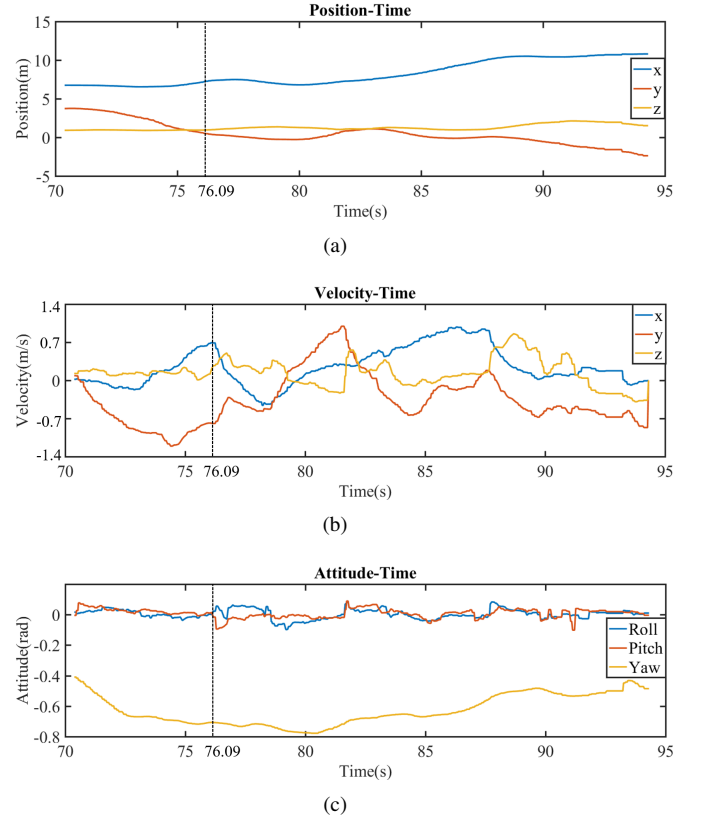 Position-Time
15
10
5
0
-5
Position(m)
x
y
z
70 75 76.09 80 85 90 95
Time(s)
(a)
Velocity-Time
1.4
0.7
0
-0.7
-1.4
Velocity(m/s)
x
y
z
70 75 76.09 80 85 90 95
Time(s)
(b)
Attitude-Time
0
-0.2
-0.4
-0.6
-0.8
Attitude(rad)
Roll
Pitch
Yaw
70 75 76.09 80 85 90 95
Time(s)
(c)